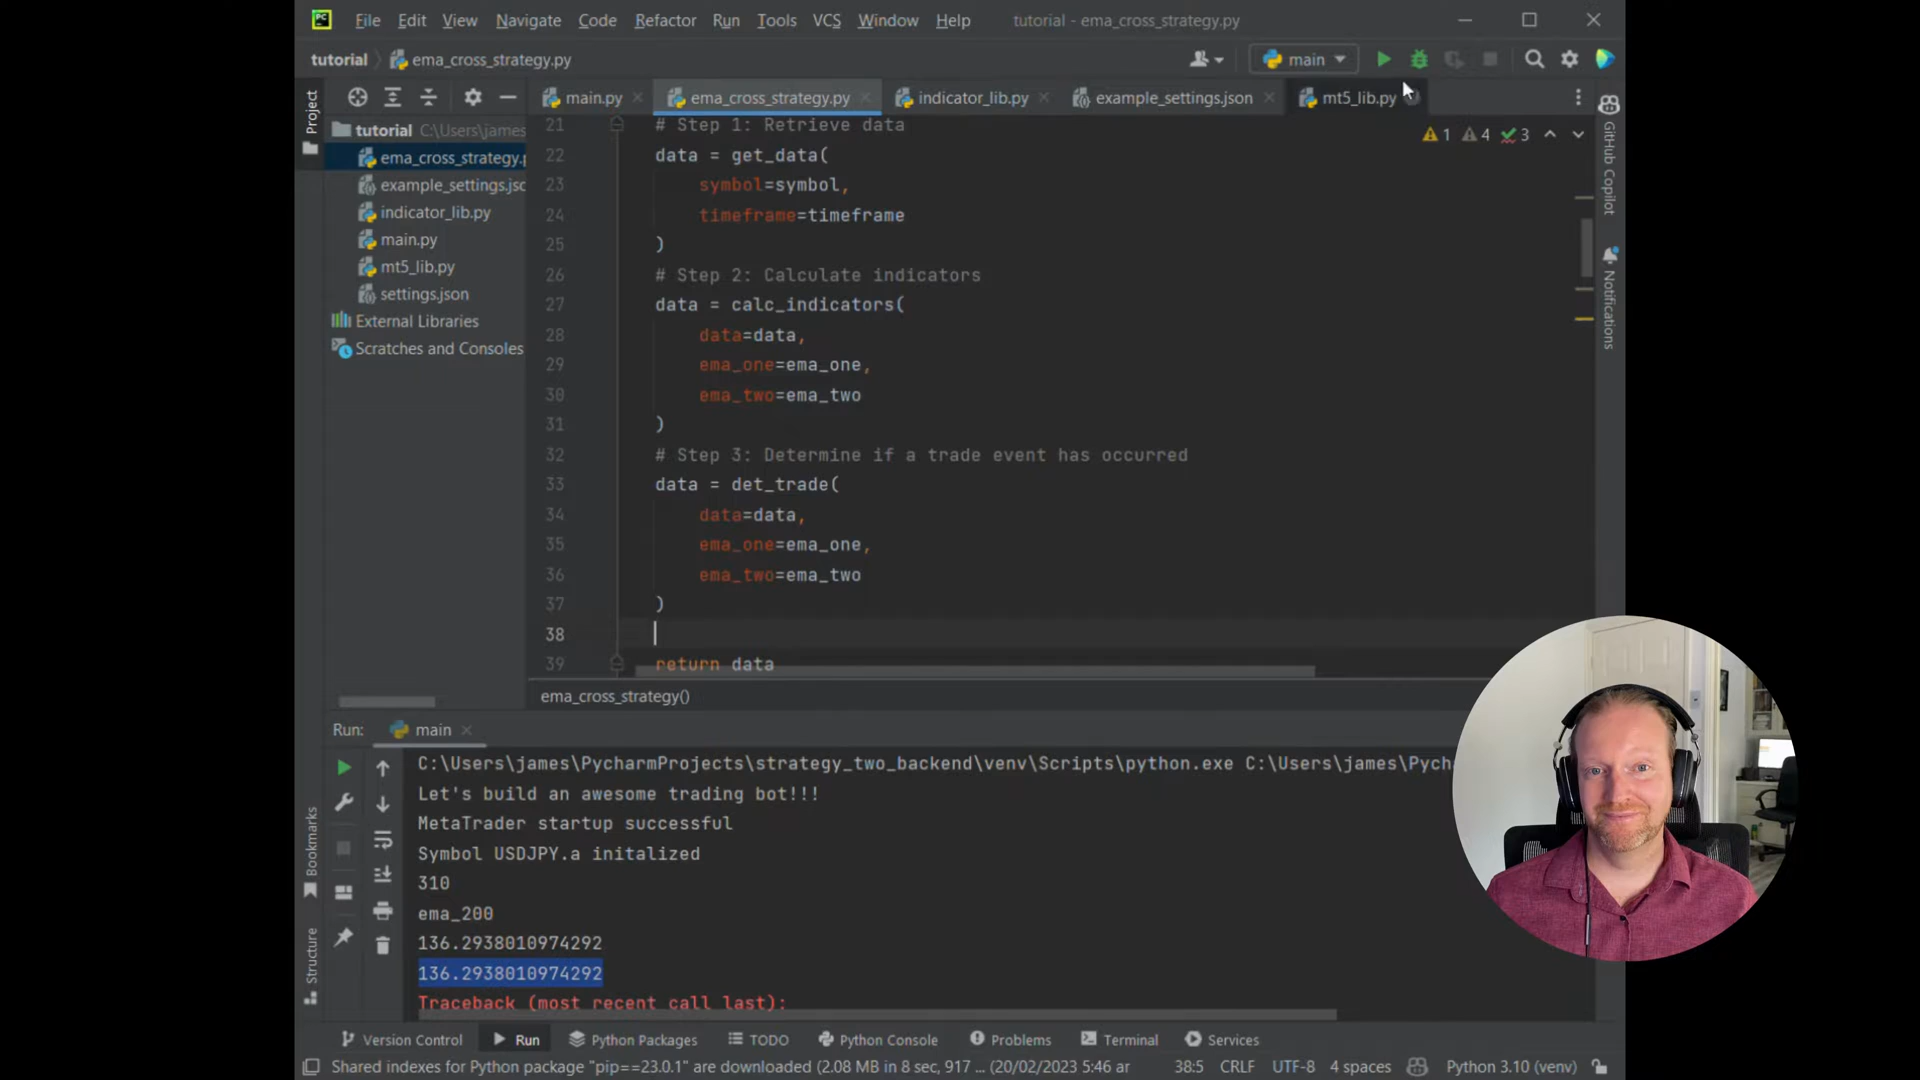 PC File Edit View Navigate Code Refactor Run Tools VCS Window Help tutorial - ema_cross_strategy.py
tutorial ema_cross_strategy.py main
Project
main.py ema_cross_strategy.py indicator_lib.py example_settings.json mt5_lib.py
tutorial C:\Users\james
ema_cross_strategy.p
example_settings.jso
indicator_lib.py
main.py
mt5_lib.py
settings.json
External Libraries
Scratches and Consoles
1 4 3
21 # Step 1: Retrieve data
22 data = get_data(
23 symbol=symbol,
24 timeframe=timeframe
25 )
26 # Step 2: Calculate indicators
27 data = calc_indicators(
28 data=data,
29 ema_one=ema_one,
30 ema_two=ema_two
31 )
32 # Step 3: Determine if a trade event has occurred
33 data = det_trade(
34 data=data,
35 ema_one=ema_one,
36 ema_two=ema_two
37 )
38
39 return data
ema_cross_strategy()
GitHub Copilot
Notifications
Run: main
C:\Users\james\PycharmProjects\strategy_two_backend\venv\Scripts\python.exe C:\Users\james\Pych
Let's build an awesome trading bot!!!
MetaTrader startup successful
Symbol USDJPY.a initalized
310
ema_200
136.2938010974292
136.2938010974292
Traceback (most recent call last):
Bookmarks
Structure
Version Control Run Python Packages TODO Python Console Problems Terminal Services
Shared indexes for Python package "pip==23.0.1" are downloaded (2.08 MB in 8 sec, 917 ... (20/02/2023 5:46 ar 38:5 CRLF UTF-8 4 spaces Python 3.10 (venv)